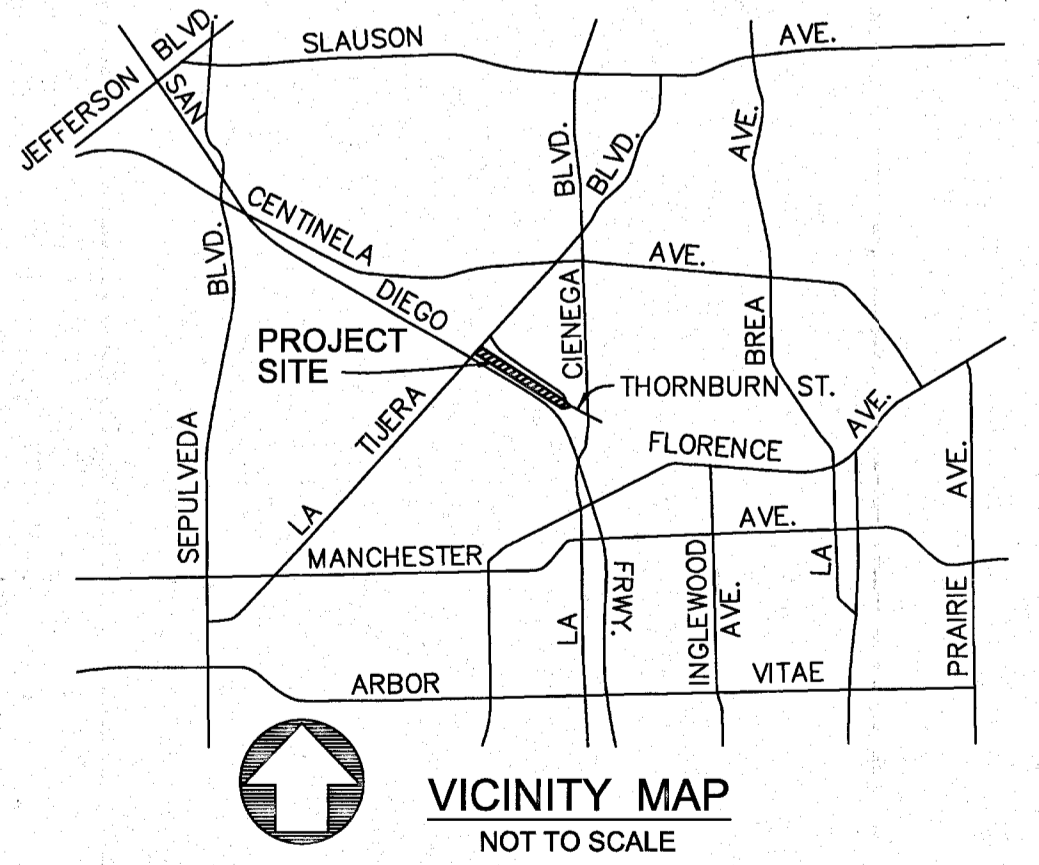 SLAUSON
AVE.
JEFFERSON BLVD.
SAN
BLVD.
BLVD.
AVE.
CENTINELA
AVE.
BLVD.
DIEGO
CIENEGA
BREA
PROJECT
SITE
THORNBURN ST.
TIJERA
AVE.
FLORENCE
SEPULVEDA
LA
AVE.
AVE.
MANCHESTER
INGLEWOOD
AVE.
LA
FRWY.
LA
PRAIRIE
ARBOR
VITAE
VICINITY MAP
NOT TO SCALE